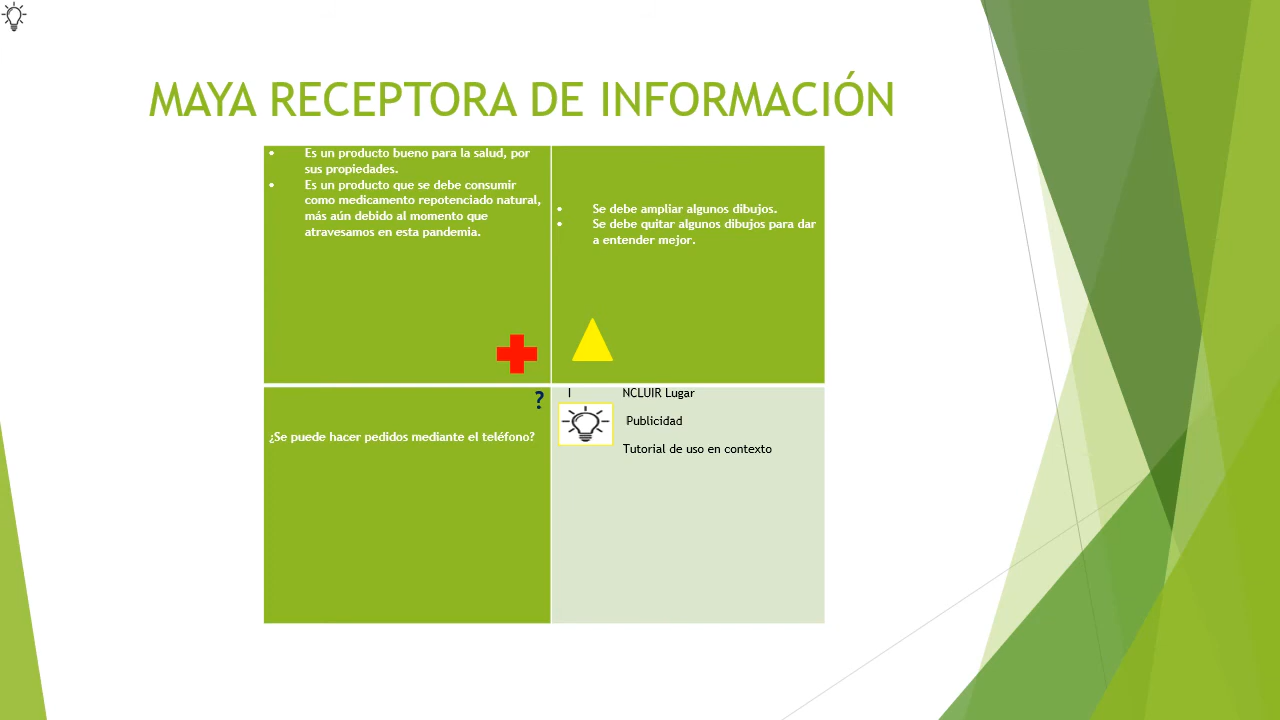 MAYA RECEPTORA DE INFORMACIÓN
• Es un producto bueno para la salud, por
sus propiedades.
• Es un producto que se debe consumir
como medicamento repotenciado natural,
más aún debido al momento que
atravesamos en esta pandemia.
• Se debe ampliar algunos dibujos.
• Se debe quitar algunos dibujos para dar
a entender mejor.
?
¿Se puede hacer pedidos mediante el teléfono?
I NCLUIR Lugar
Publicidad
Tutorial de uso en contexto